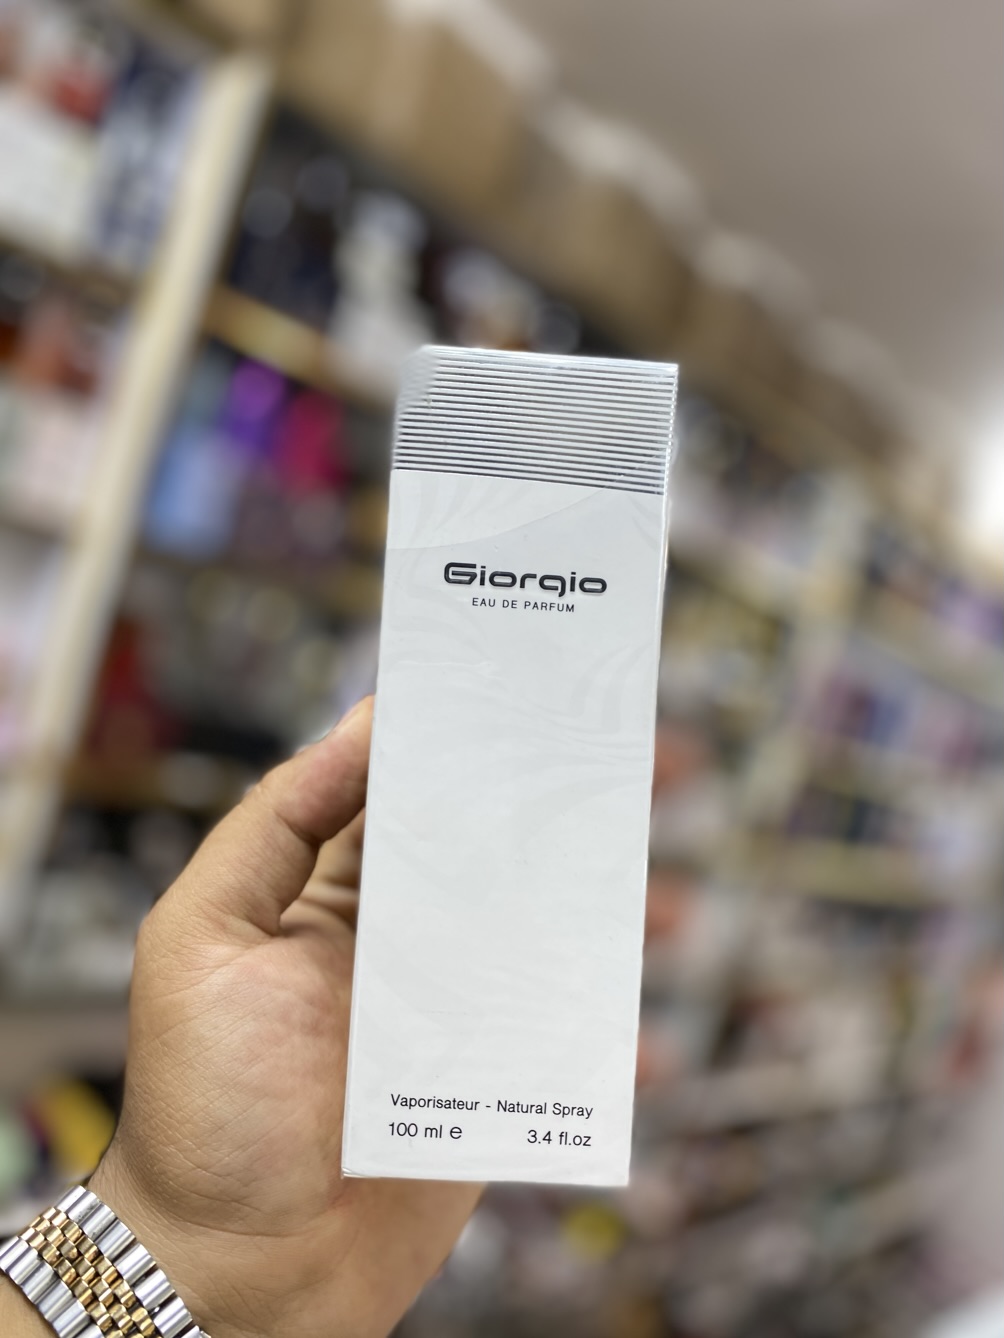 Giorgio
EAU DE PARFUM
Vaporisateur - Natural Spray
100 ml ℮ 3.4 fl.oz